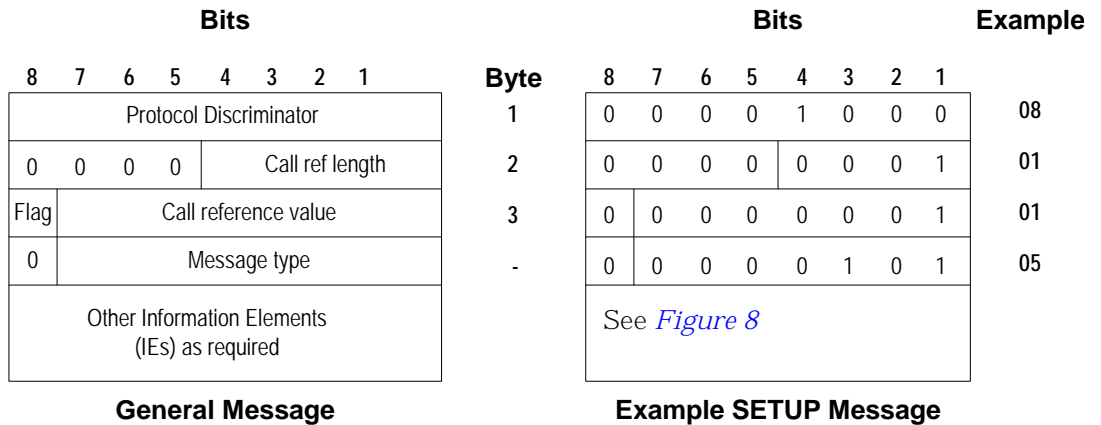 Bits Bits Example
8 7 6 5 4 3 2 1 Byte 8 7 6 5 4 3 2 1
Protocol Discriminator 1 0 0 0 0 1 0 0 0 08
0 0 0 0 Call ref length 2 0 0 0 0 0 0 0 1 01
Flag Call reference value 3 0 0 0 0 0 0 0 1 01
0 Message type - 0 0 0 0 0 1 0 1 05
Other Information Elements See Figure 8
(IEs) as required
General Message Example SETUP Message